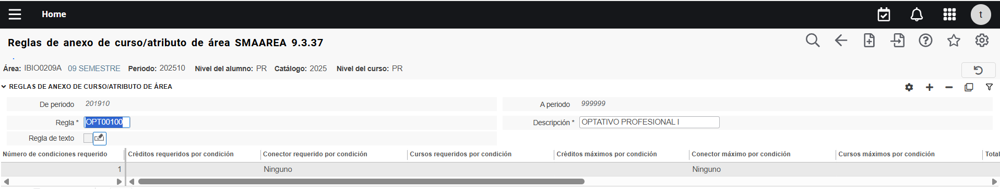 Home
t
Reglas de anexo de curso/atributo de área SMAAREA 9.3.37
Área: IBIO0209A 09 SEMESTRE Periodo: 202510 Nivel del alumno: PR Catálogo: 2025 Nivel del curso: PR
REGLAS DE ANEXO DE CURSO/ATRIBUTO DE ÁREA
De periodo 201910 A periodo 999999
Regla * OPT00100 Descripción * OPTATIVO PROFESIONAL I
Regla de texto
Número de condiciones requerido Créditos requeridos por condición Conector requerido por condición Cursos requeridos por condición Créditos máximos por condición Conector máximo por condición Cursos máximos por condición Total
1 Ninguno Ninguno